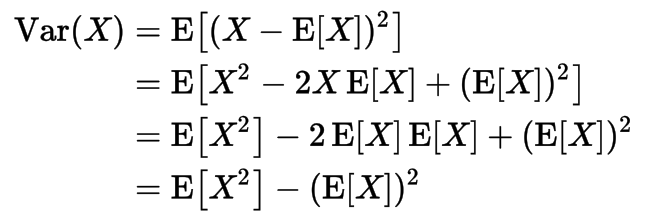 Var(X) = E[(X − E[X])²]
= E[X² − 2X E[X] + (E[X])²]
= E[X²] − 2 E[X] E[X] + (E[X])²
= E[X²] − (E[X])²